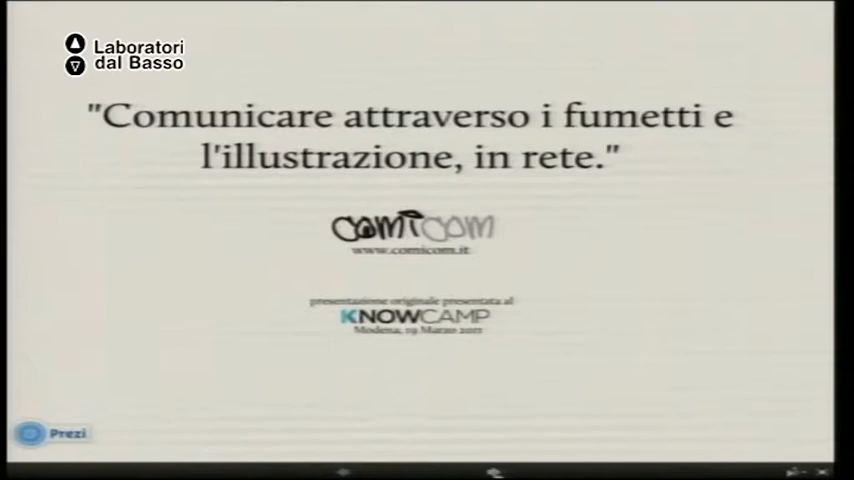 Laboratori
dal Basso
"Comunicare attraverso i fumetti e
l'illustrazione, in rete."
comicom
www.comicom.it
presentazione originale presentata al
KNOWCAMP
Modena, 19 Marzo 2011
Prezi